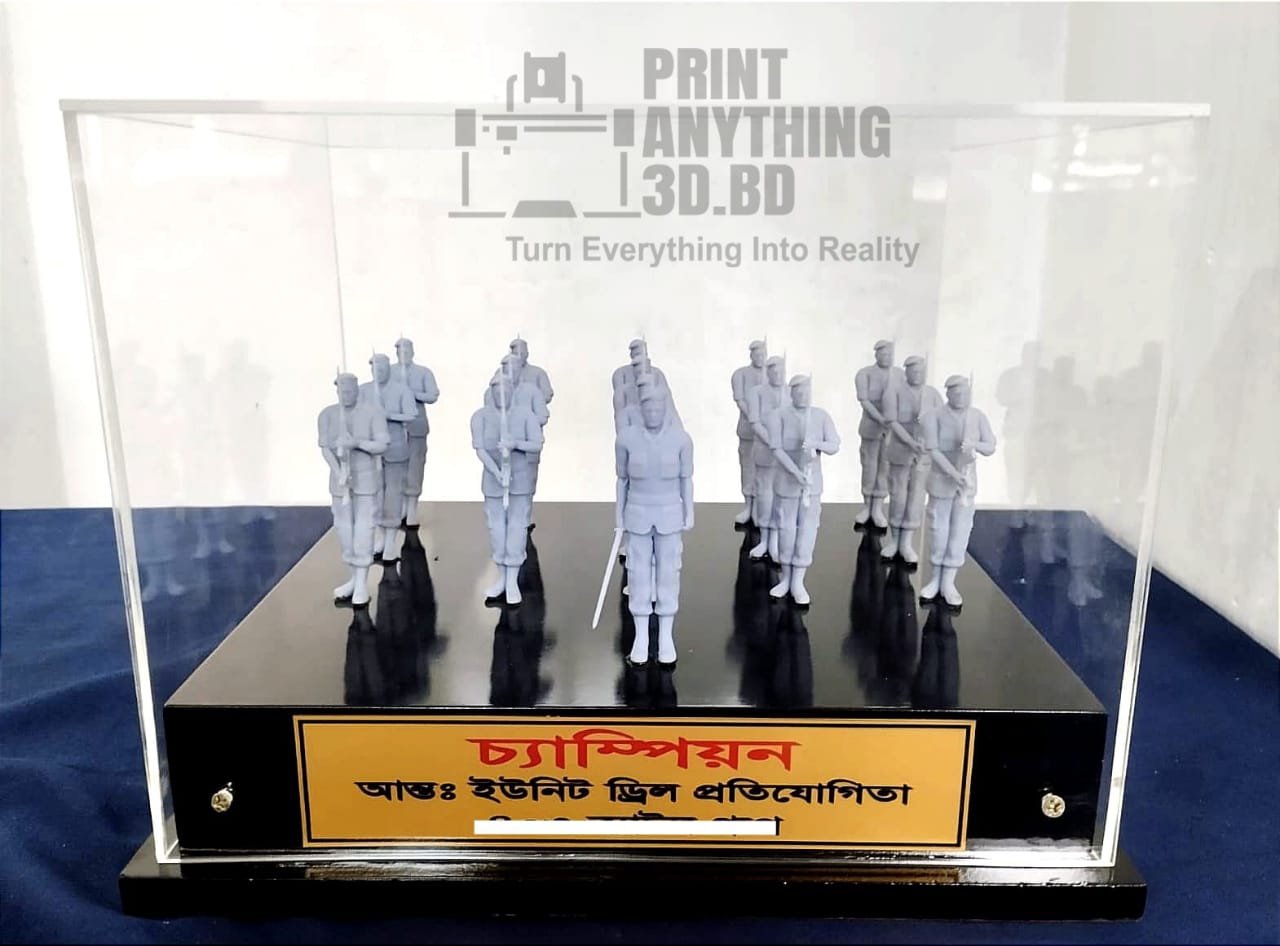 PRINT
ANYTHING
3D.BD
Turn Everything Into Reality
চ্যাম্পিয়ন
আন্তঃ ইউনিট ড্রিল প্রতিযোগিতা